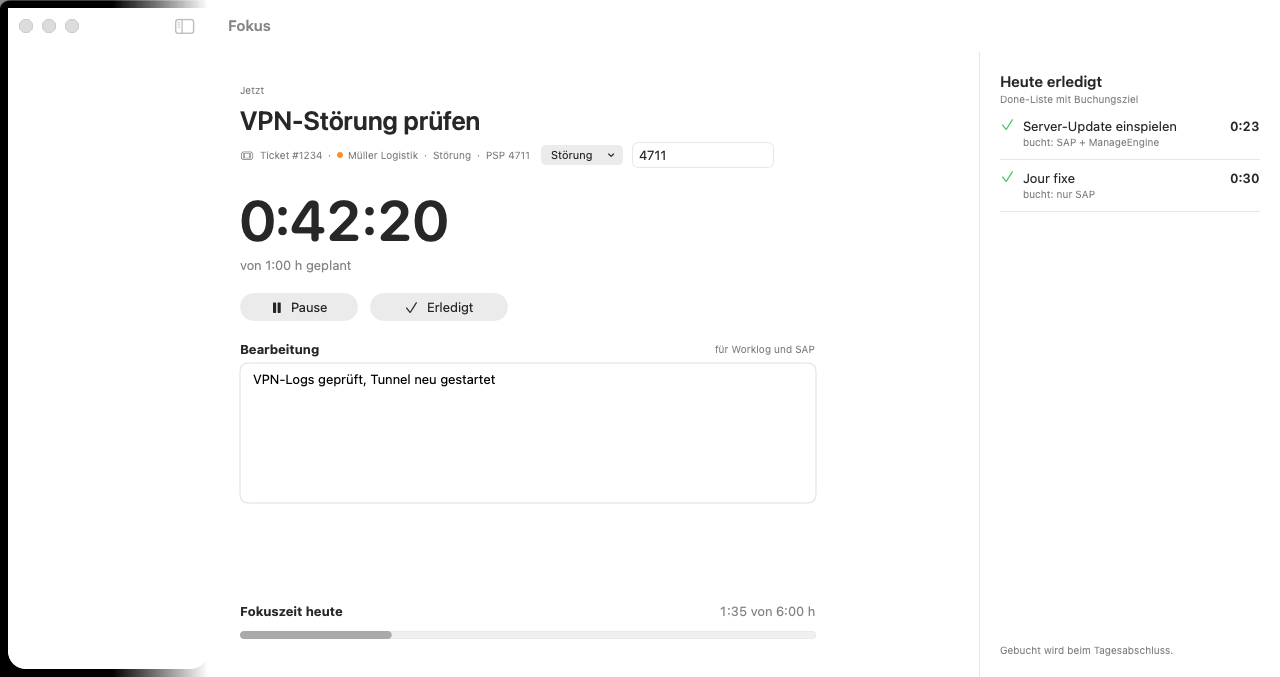 Fokus
Jetzt
VPN-Störung prüfen
Ticket #1234 · Müller Logistik · Störung · PSP 4711 Störung 4711
0:42:20
von 1:00 h geplant
Pause Erledigt
Bearbeitung für Worklog und SAP
VPN-Logs geprüft, Tunnel neu gestartet
Fokuszeit heute 1:35 von 6:00 h
Heute erledigt
Done-Liste mit Buchungsziel
Server-Update einspielen 0:23
bucht: SAP + ManageEngine
Jour fixe 0:30
bucht: nur SAP
Gebucht wird beim Tagesabschluss.